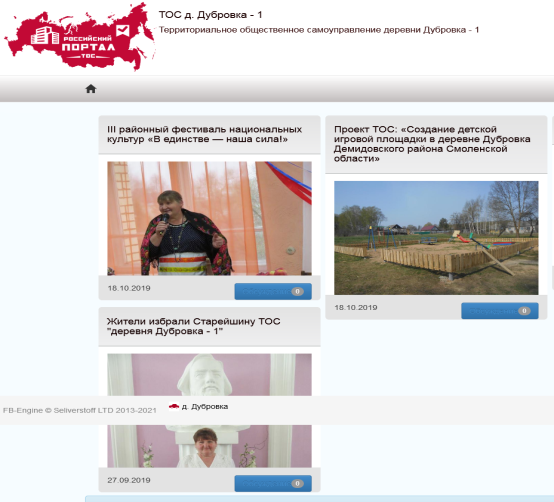 РОССИЙСКИЙ
ПОРТАЛ
ТОС
ТОС д. Дубровка - 1
Территориальное общественное самоуправление деревни Дубровка - 1
III районный фестиваль национальных
культур «В единстве — наша сила!»
18.10.2019
0
Проект ТОС: «Создание детской
игровой площадки в деревне Дубровка
Демидовского района Смоленской
области»
18.10.2019
0
Жители избрали Старейшину ТОС
"деревня Дубровка - 1"
27.09.2019
0
FB-Engine © Seliverstoff LTD 2013-2021
д. Дубровка